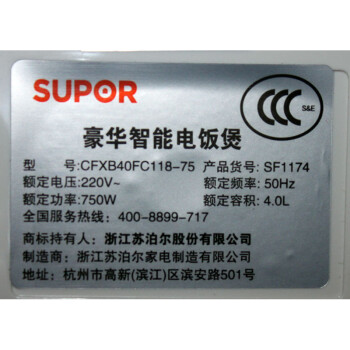 SUPOR
CCC
S&E
豪华智能电饭煲
型 号:CFXB40FC118-75 产品货号: SF1174
额定电压:220V~ 额定频率: 50Hz
额定功率:750W 额定容积: 4.0L
全国服务热线: 400-8899-717
商标持有人: 浙江苏泊尔股份有限公司
制造商: 浙江苏泊尔家电制造有限公司
地址: 杭州市高新(滨江)区滨安路501号